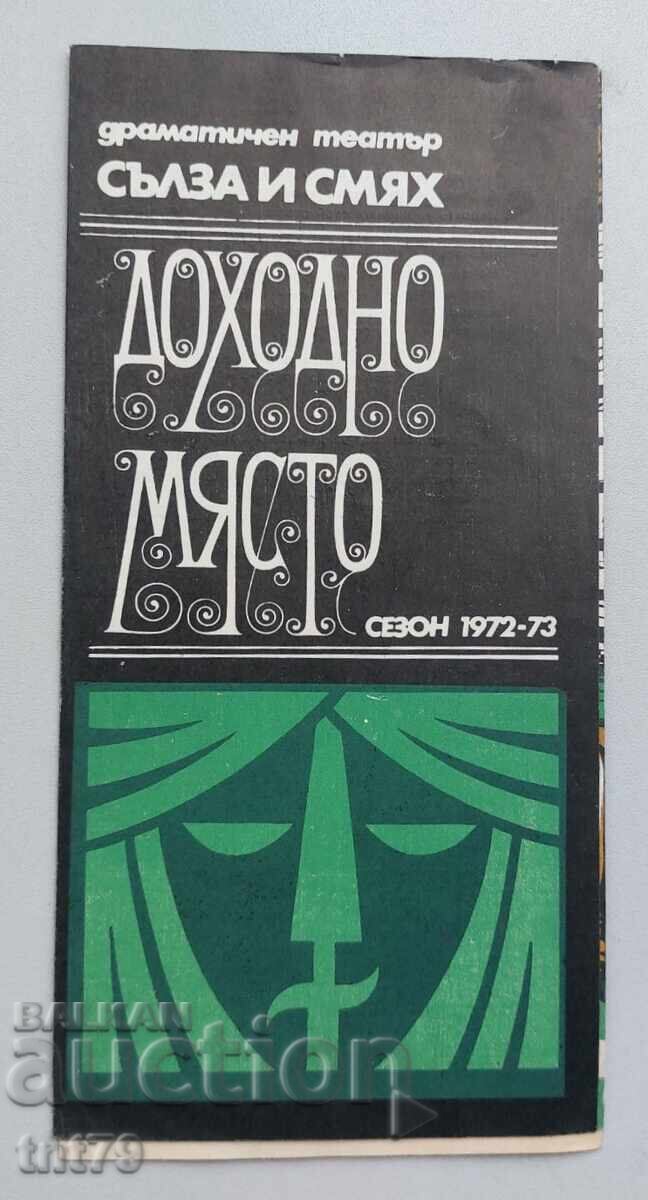 драматичен театър
СЪЛЗА И СМЯХ
ДОХОДНО
МЯСТО
СЕЗОН 1972-73
BALKAN
auction
tnt79